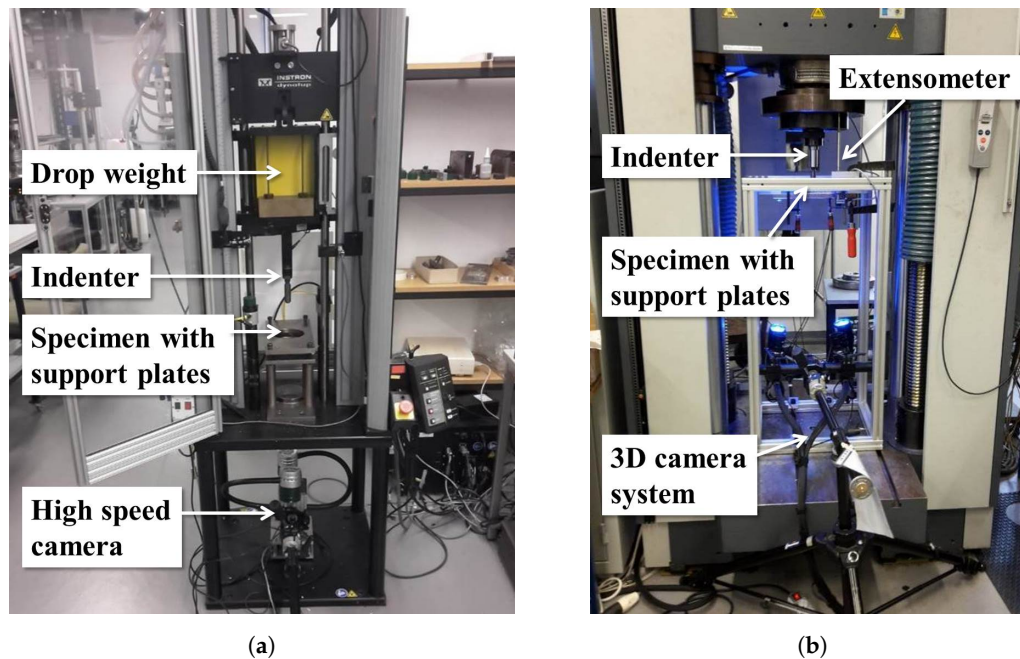 INSTRON
dynatup
Drop weight
Indenter
Specimen with
support plates
High speed
camera
(a)
Extensometer
Indenter
Specimen with
support plates
3D camera
system
(b)